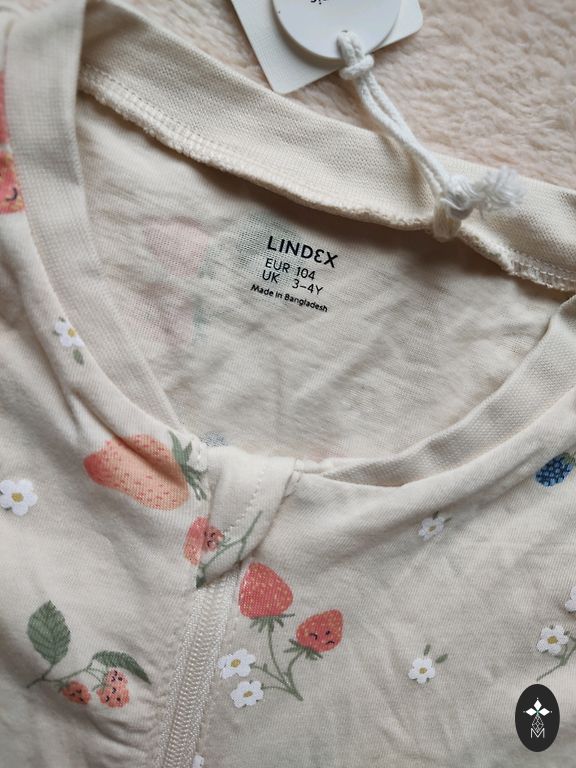 LINDEX
EUR 104
UK 3-4Y
Made in Bangladesh
M